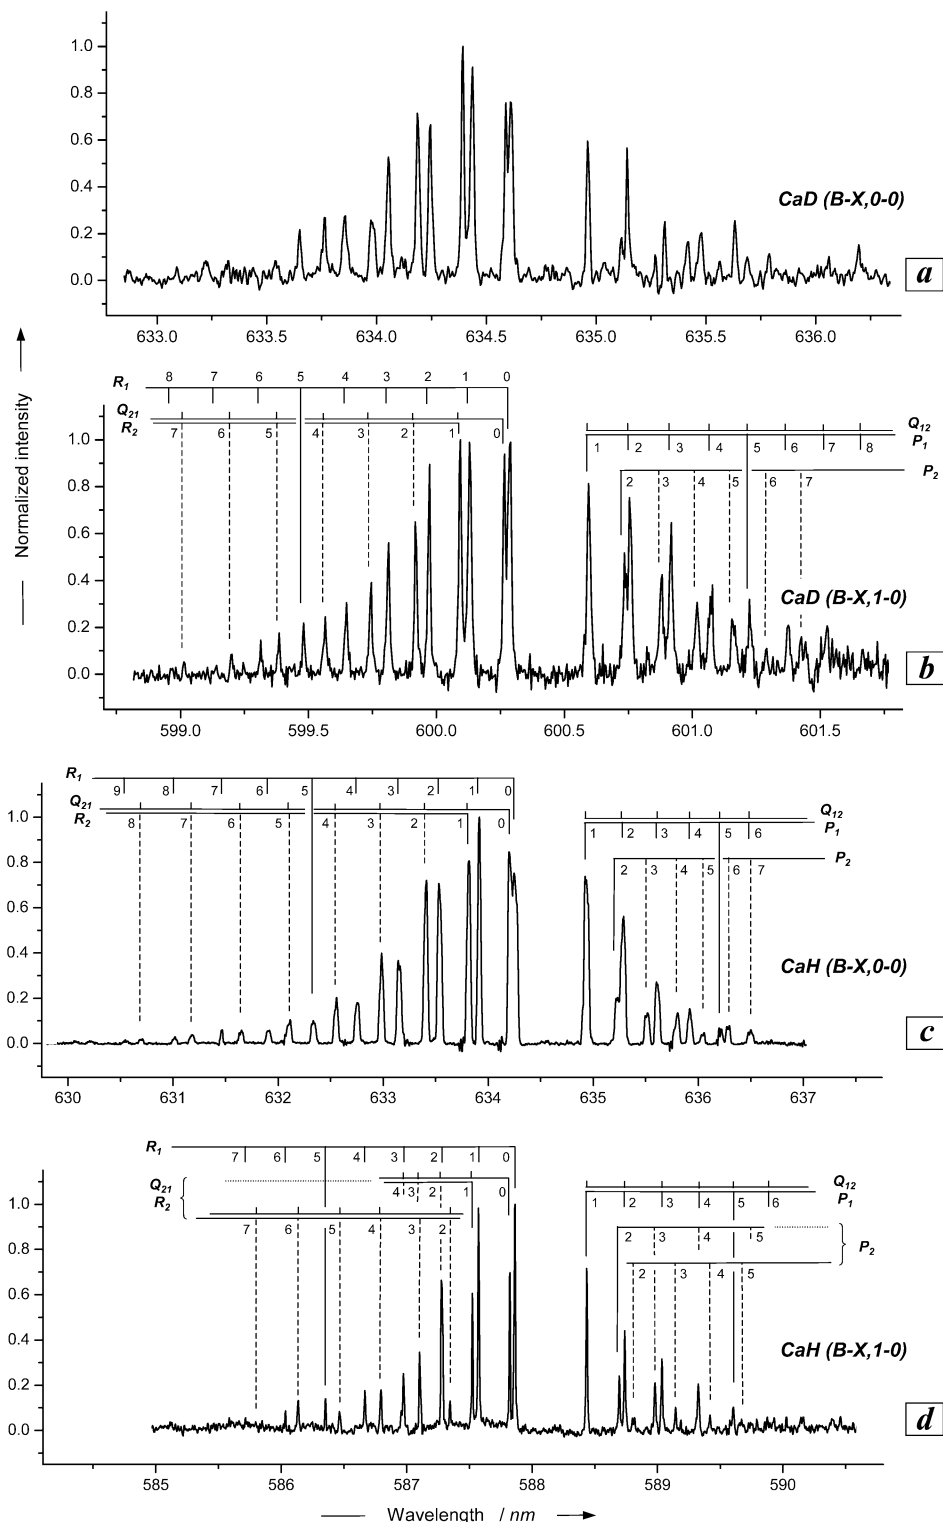 1.0
0.8
0.6
0.4
0.2
0.0
CaD (B-X,0-0)
a
633.0 633.5 634.0 634.5 635.0 635.5 636.0
R1 8 7 6 5 4 3 2 1 0
Q21
R2 7 6 5 4 3 2 1 0
Q12
P1 1 2 3 4 5 6 7 8
P2 2 3 4 5 6 7
1.0
0.8
0.6
0.4
0.2
0.0
CaD (B-X,1-0)
b
599.0 599.5 600.0 600.5 601.0 601.5
R1 9 8 7 6 5 4 3 2 1 0
Q21
R2 8 7 6 5 4 3 2 1 0
Q12
P1 1 2 3 4 5 6
P2 2 3 4 5 6 7
1.0
0.8
0.6
0.4
0.2
0.0
CaH (B-X,0-0)
c
630 631 632 633 634 635 636 637
R1 7 6 5 4 3 2 1 0
Q21 4 3 2 1 0
R2 7 6 5 4 3 2
Q12
P1 1 2 3 4 5 6
2 3 4 5
P2
2 3 4 5
1.0
0.8
0.6
0.4
0.2
0.0
CaH (B-X,1-0)
d
585 586 587 588 589 590
Normalized intensity
Wavelength / nm